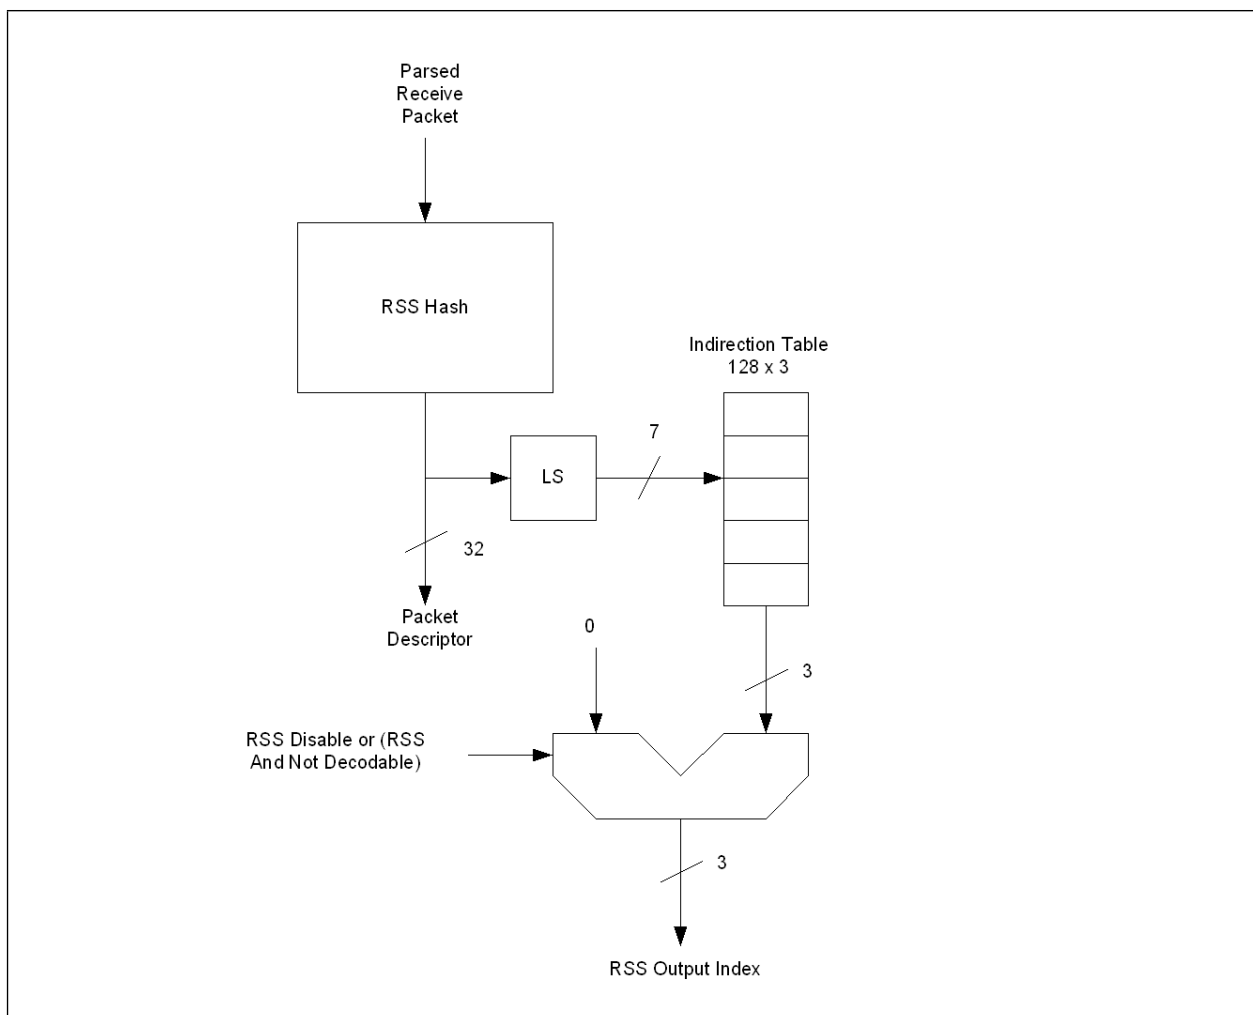 Parsed
Receive
Packet
RSS Hash
Indirection Table
128 x 3
7
LS
32
Packet
Descriptor
0
3
RSS Disable or (RSS
And Not Decodable)
3
RSS Output Index